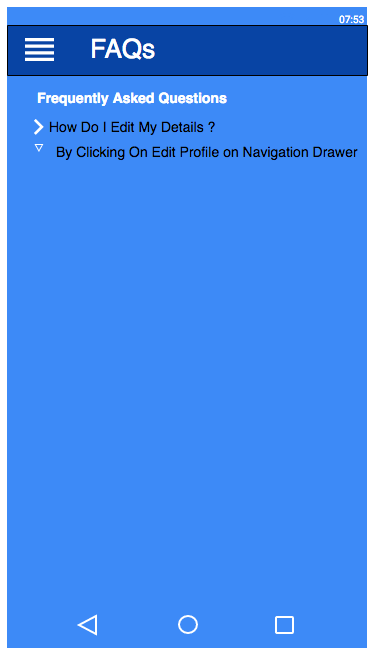 07:53
FAQs
Frequently Asked Questions
How Do I Edit My Details ?
By Clicking On Edit Profile on Navigation Drawer